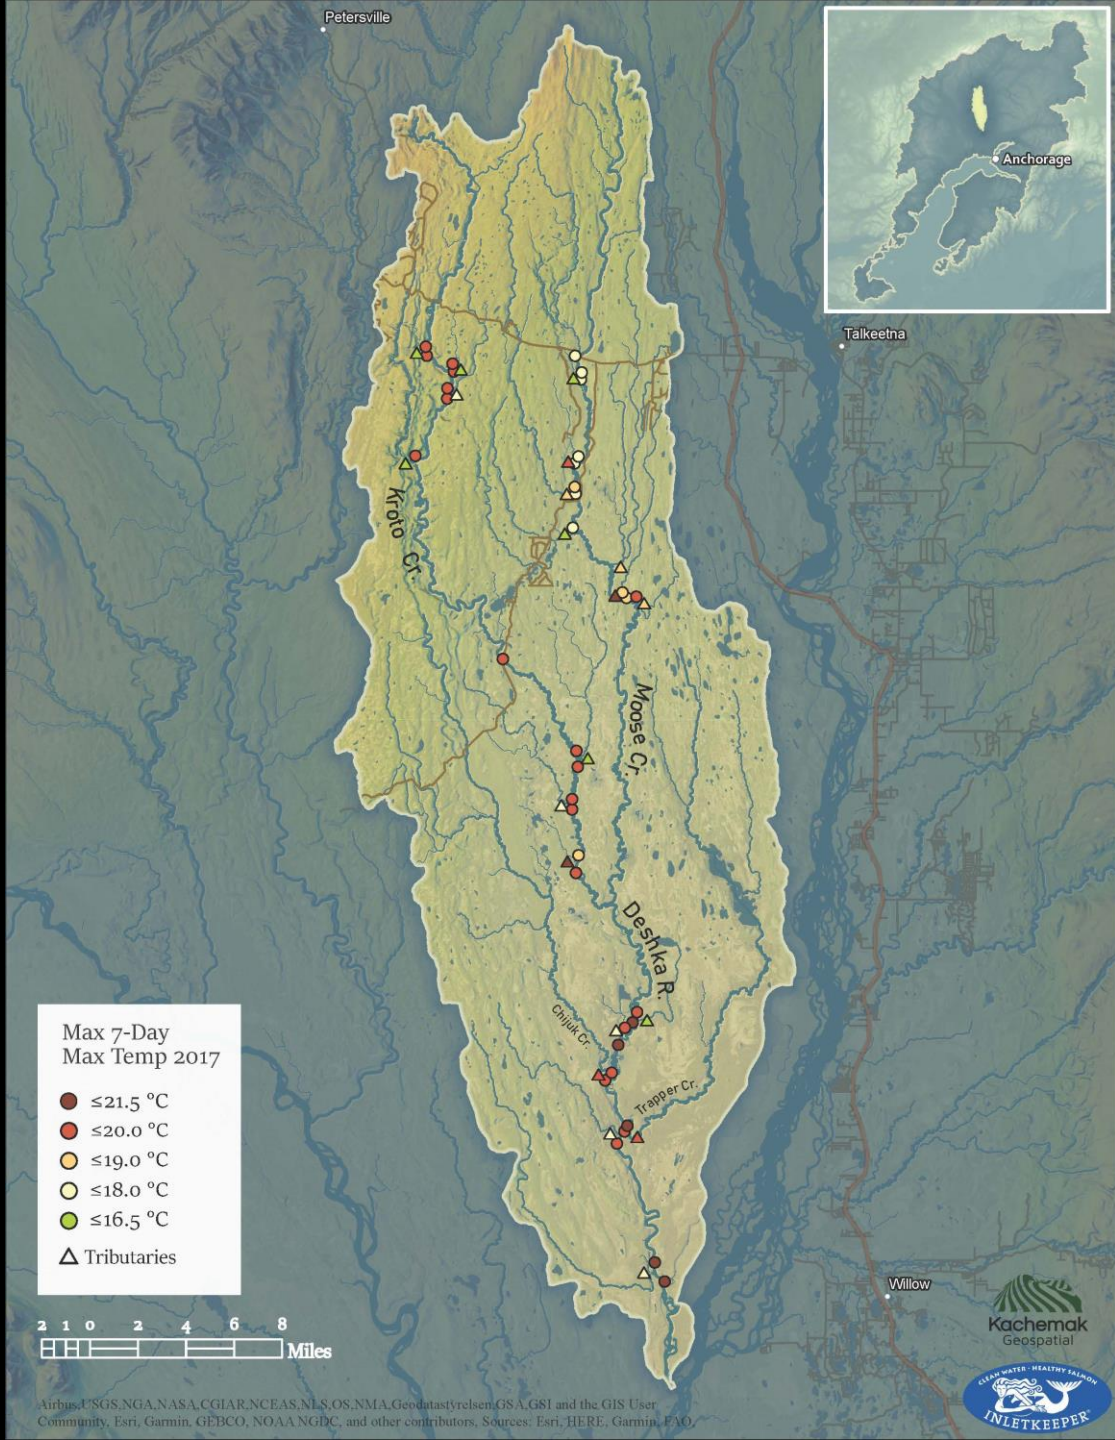 Petersville
Anchorage
Talkeetna
Kroto Cr.
Moose Cr.
Deshka R.
Chijuk Cr.
Trapper Cr.
Max 7-Day
Max Temp 2017
≤21.5 °C
≤20.0 °C
≤19.0 °C
≤18.0 °C
≤16.5 °C
Tributaries
Willow
Kachemak
Geospatial
2 1 0 2 4 6 8
Miles
CLEAN WATER · HEALTHY SALMON
INLETKEEPER®
Airbus,USGS,NGA,NASA,CGIAR,NCEAS,NLS,OS,NMA,Geodatastyrelsen,GSA,GSI and the GIS User
Community, Esri, Garmin, GEBCO, NOAA NGDC, and other contributors, Sources: Esri, HERE, Garmin, FAO,